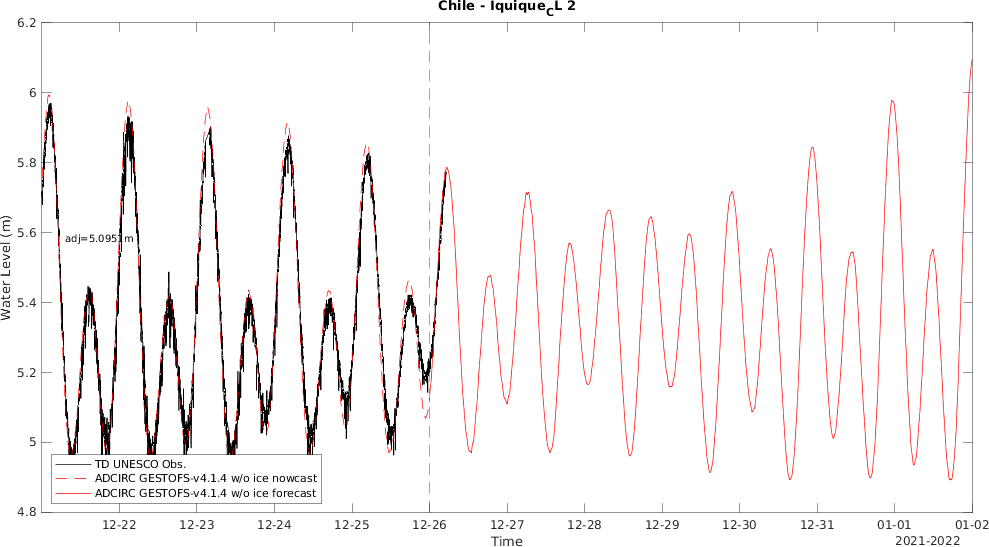 Chile - Iquique_CL 2
Water Level (m)
6.2
6
5.8
5.6
5.4
5.2
5
4.8
adj=5.0951m
TD UNESCO Obs.
ADCIRC GESTOFS-v4.1.4 w/o ice nowcast
ADCIRC GESTOFS-v4.1.4 w/o ice forecast
12-22 12-23 12-24 12-25 12-26 12-27 12-28 12-29 12-30 12-31 01-01 01-02
Time
2021-2022